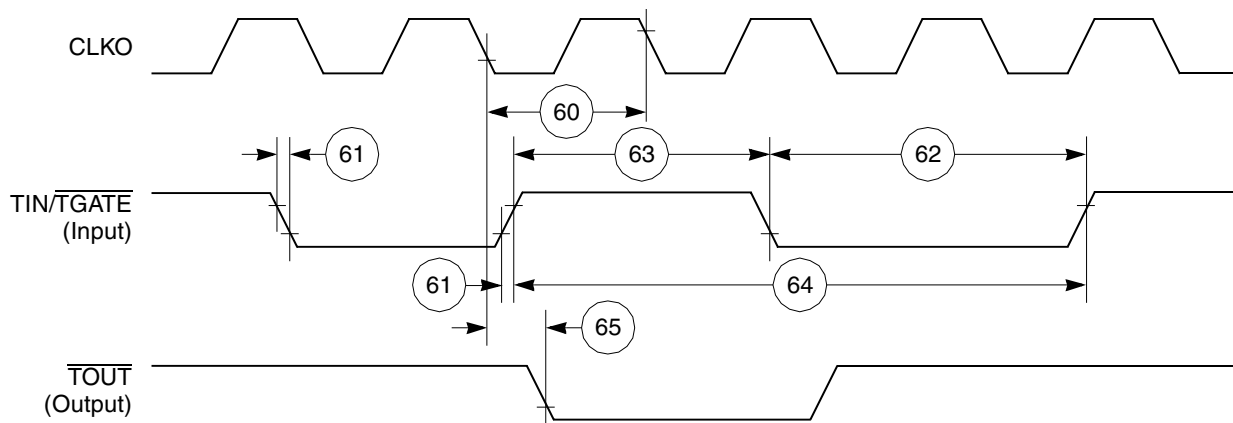 CLKO
60
61
63
62
TIN/TGATE
(Input)
61
64
65
TOUT
(Output)